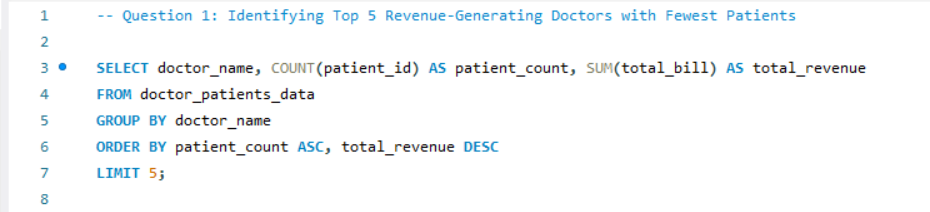 1 -- Question 1: Identifying Top 5 Revenue-Generating Doctors with Fewest Patients
2
3 SELECT doctor_name, COUNT(patient_id) AS patient_count, SUM(total_bill) AS total_revenue
4 FROM doctor_patients_data
5 GROUP BY doctor_name
6 ORDER BY patient_count ASC, total_revenue DESC
7 LIMIT 5;
8